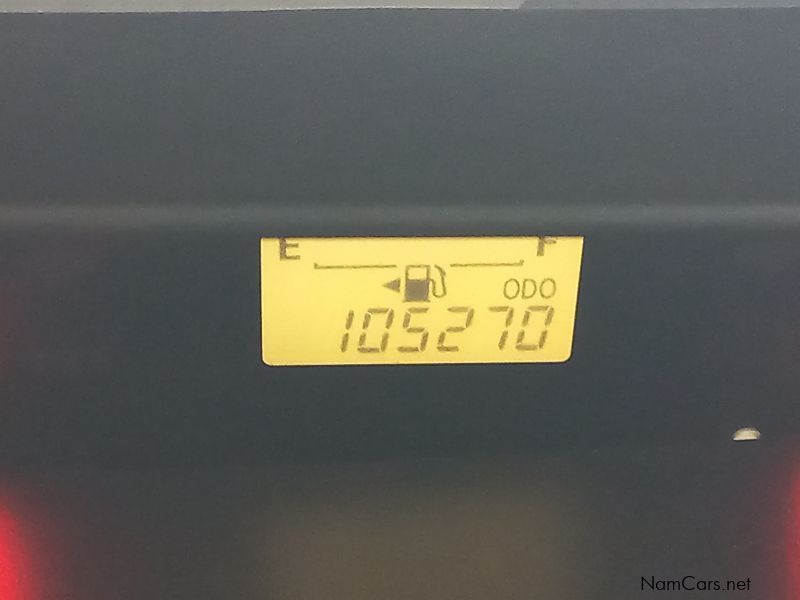 E F
ODO
105270
NamCars.net